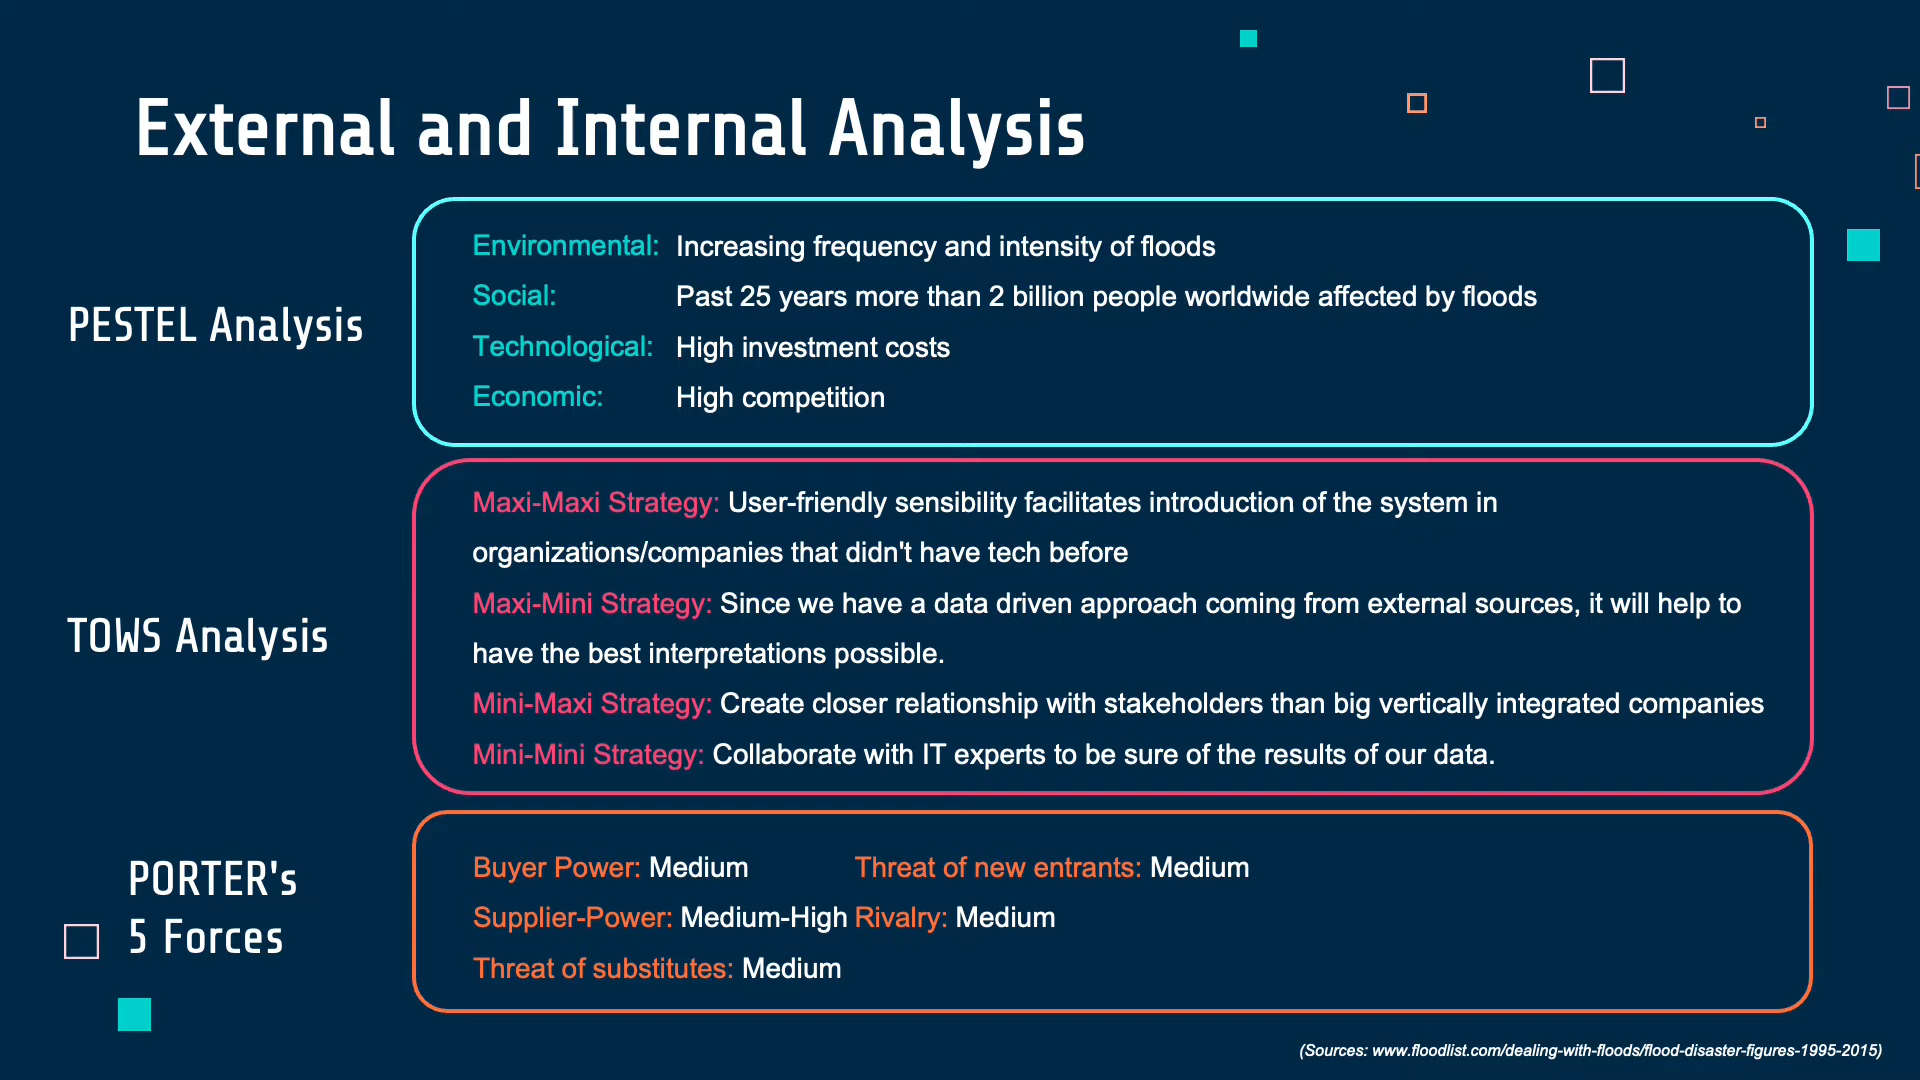 External and Internal Analysis
PESTEL Analysis
Environmental: Increasing frequency and intensity of floods
Social: Past 25 years more than 2 billion people worldwide affected by floods
Technological: High investment costs
Economic: High competition
TOWS Analysis
Maxi-Maxi Strategy: User-friendly sensibility facilitates introduction of the system in
organizations/companies that didn't have tech before
Maxi-Mini Strategy: Since we have a data driven approach coming from external sources, it will help to
have the best interpretations possible.
Mini-Maxi Strategy: Create closer relationship with stakeholders than big vertically integrated companies
Mini-Mini Strategy: Collaborate with IT experts to be sure of the results of our data.
PORTER's
5 Forces
Buyer Power: Medium Threat of new entrants: Medium
Supplier-Power: Medium-High Rivalry: Medium
Threat of substitutes: Medium
(Sources: www.floodlist.com/dealing-with-floods/flood-disaster-figures-1995-2015)